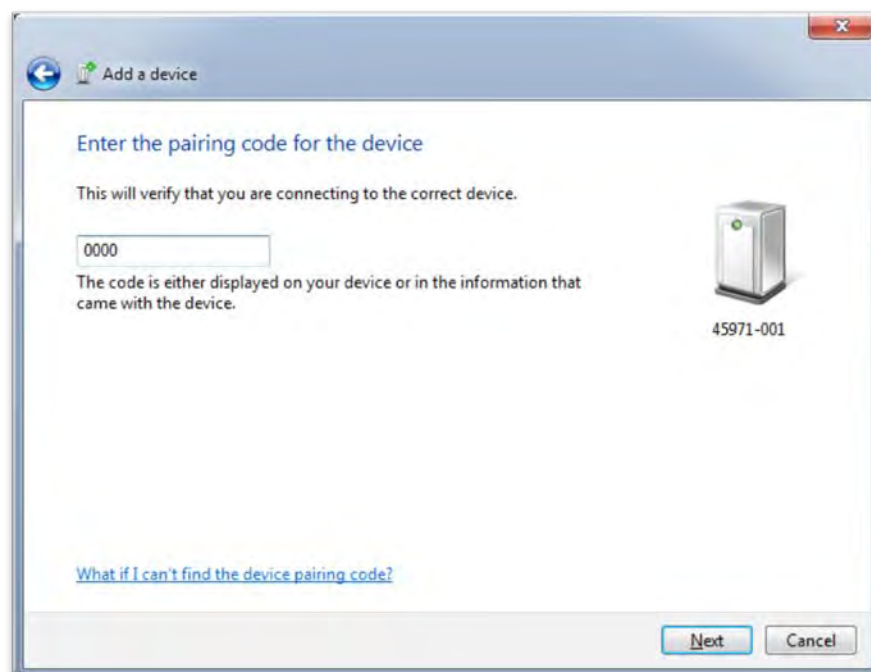 Add a device
Enter the pairing code for the device
This will verify that you are connecting to the correct device.
0000
The code is either displayed on your device or in the information that
came with the device.
45971-001
What if I can't find the device pairing code?
Next
Cancel